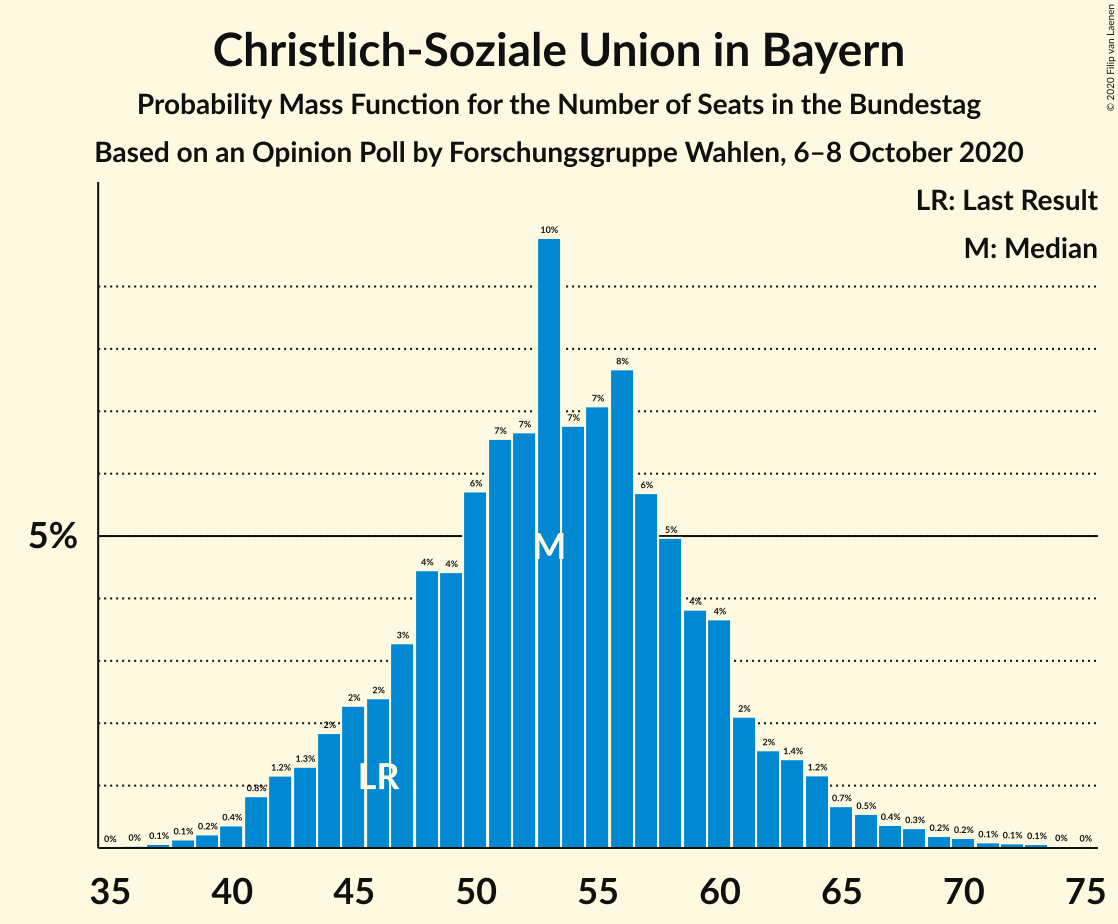 Christlich-Soziale Union in Bayern
Probability Mass Function for the Number of Seats in the Bundestag
Based on an Opinion Poll by Forschungsgruppe Wahlen, 6–8 October 2020
© 2020 Filip van Laenen
LR: Last Result
M: Median
5%
0% 0% 0.1% 0.1% 0.2% 0.4% 0.8% 1.2% 1.3% 2% 2% 2% 3% 4% 4% 6% 7% 7% 10% 7% 7% 8% 6% 5% 4% 4% 2% 2% 1.4% 1.2% 0.7% 0.5% 0.4% 0.3% 0.2% 0.2% 0.1% 0.1% 0.1% 0% 0%
M
LR
35 40 45 50 55 60 65 70 75